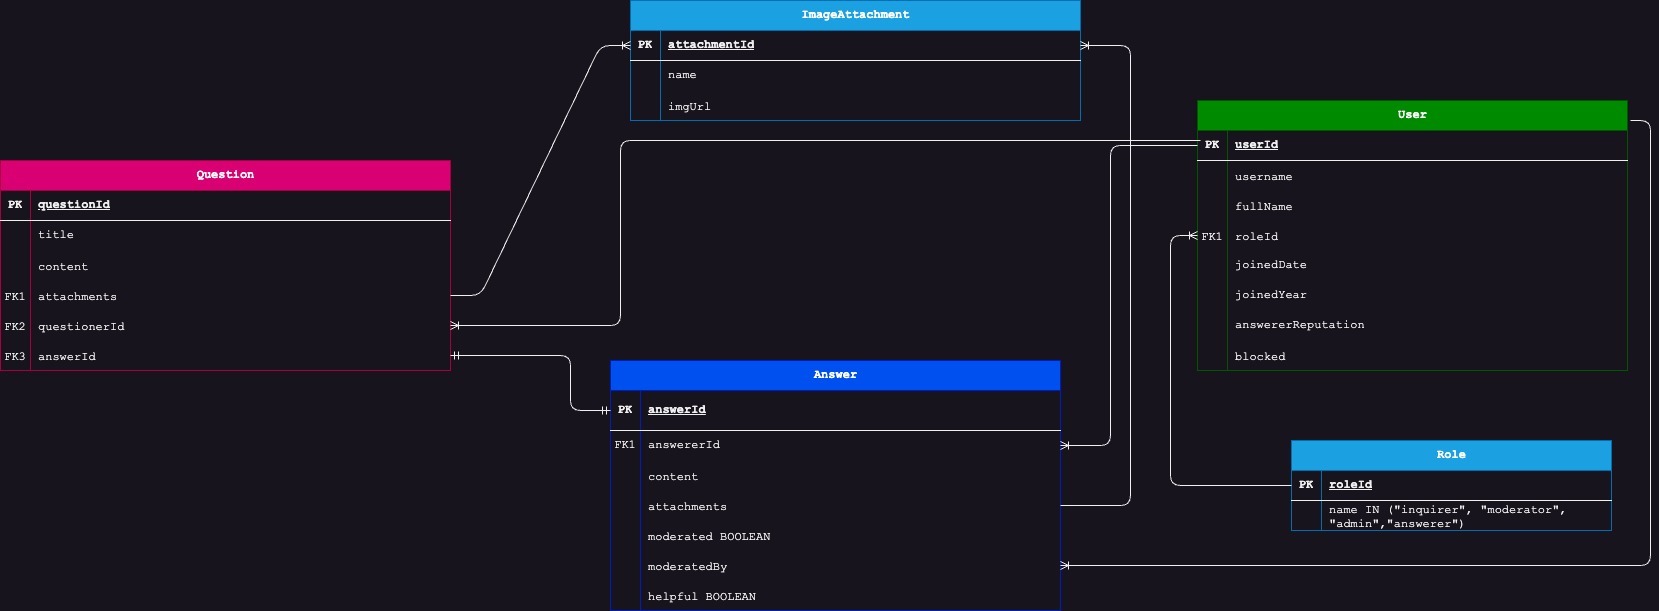 ImageAttachment
PK attachmentId
name
imgUrl
User
PK userId
username
fullName
FK1 roleId
joinedDate
joinedYear
answererReputation
blocked
Question
PK questionId
title
content
FK1 attachments
FK2 questionerId
FK3 answerId
Answer
PK answerId
FK1 answererId
content
attachments
moderated BOOLEAN
moderatedBy
helpful BOOLEAN
Role
PK roleId
name IN ("inquirer", "moderator",
"admin","answerer")